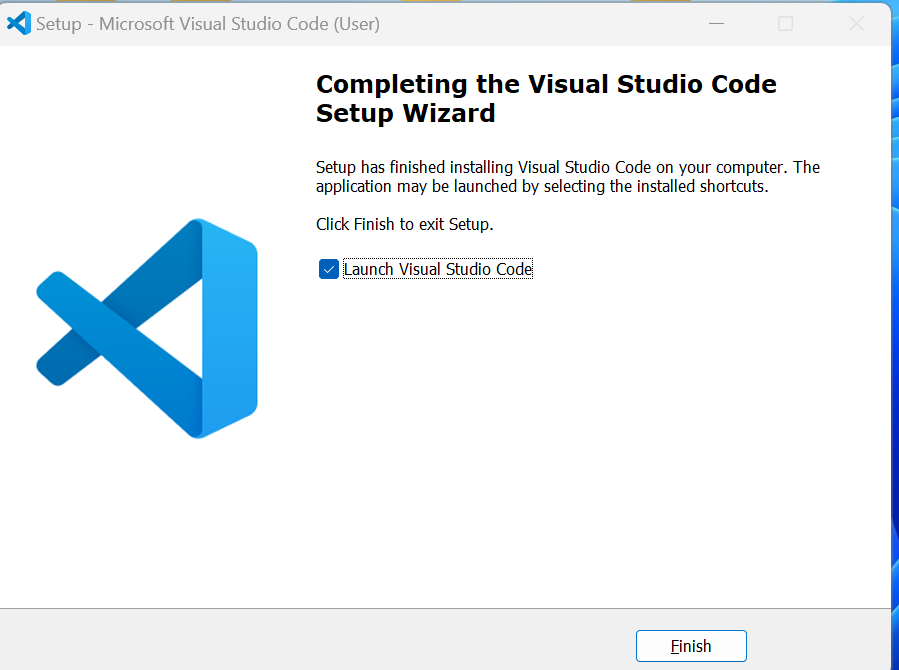 Setup - Microsoft Visual Studio Code (User)
Completing the Visual Studio Code
Setup Wizard
Setup has finished installing Visual Studio Code on your computer. The
application may be launched by selecting the installed shortcuts.
Click Finish to exit Setup.
Launch Visual Studio Code
Finish